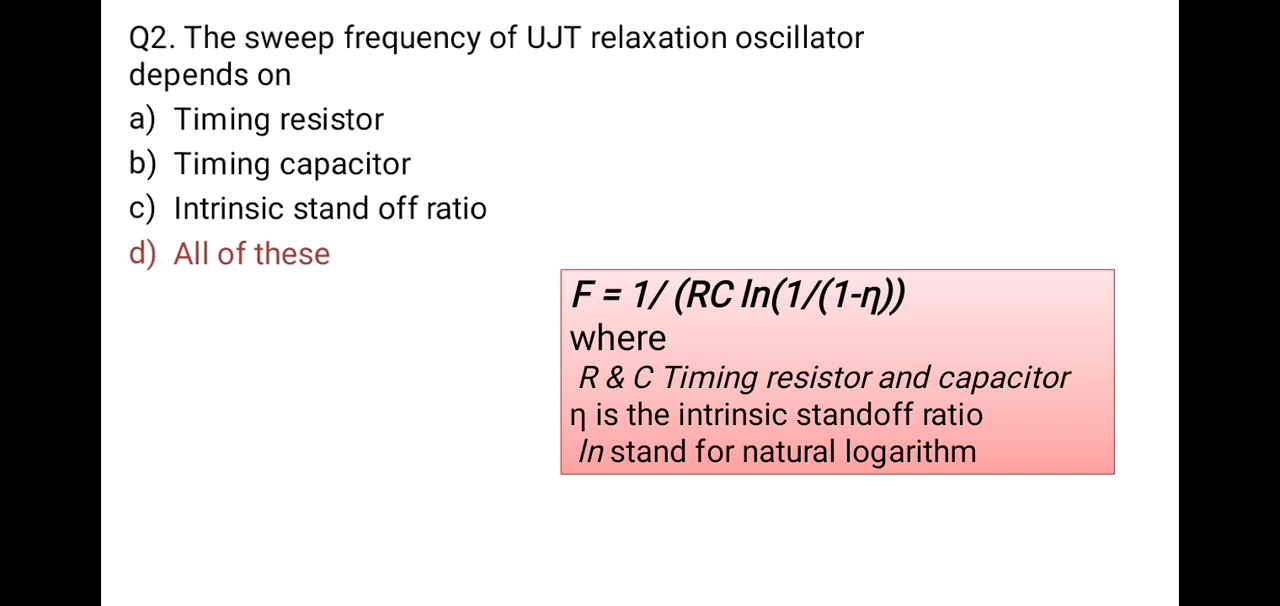 Q2. The sweep frequency of UJT relaxation oscillator
depends on
a) Timing resistor
b) Timing capacitor
c) Intrinsic stand off ratio
d) All of these
F = 1/ (RC ln(1/(1-η))
where
R & C Timing resistor and capacitor
η is the intrinsic standoff ratio
ln stand for natural logarithm